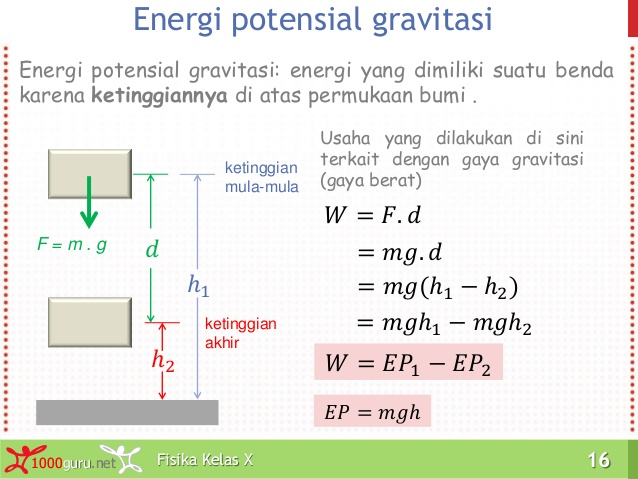 Energi potensial gravitasi
Energi potensial gravitasi: energi yang dimiliki suatu benda
karena ketinggiannya di atas permukaan bumi .
Usaha yang dilakukan di sini
terkait dengan gaya gravitasi
(gaya berat)
ketinggian
mula-mula
F = m . g
d
h₁
ketinggian
akhir
h₂
W = F. d
= mg. d
= mg(h₁ − h₂)
= mgh₁ − mgh₂
W = EP₁ − EP₂
EP = mgh
1000guru.net
Fisika Kelas X
16